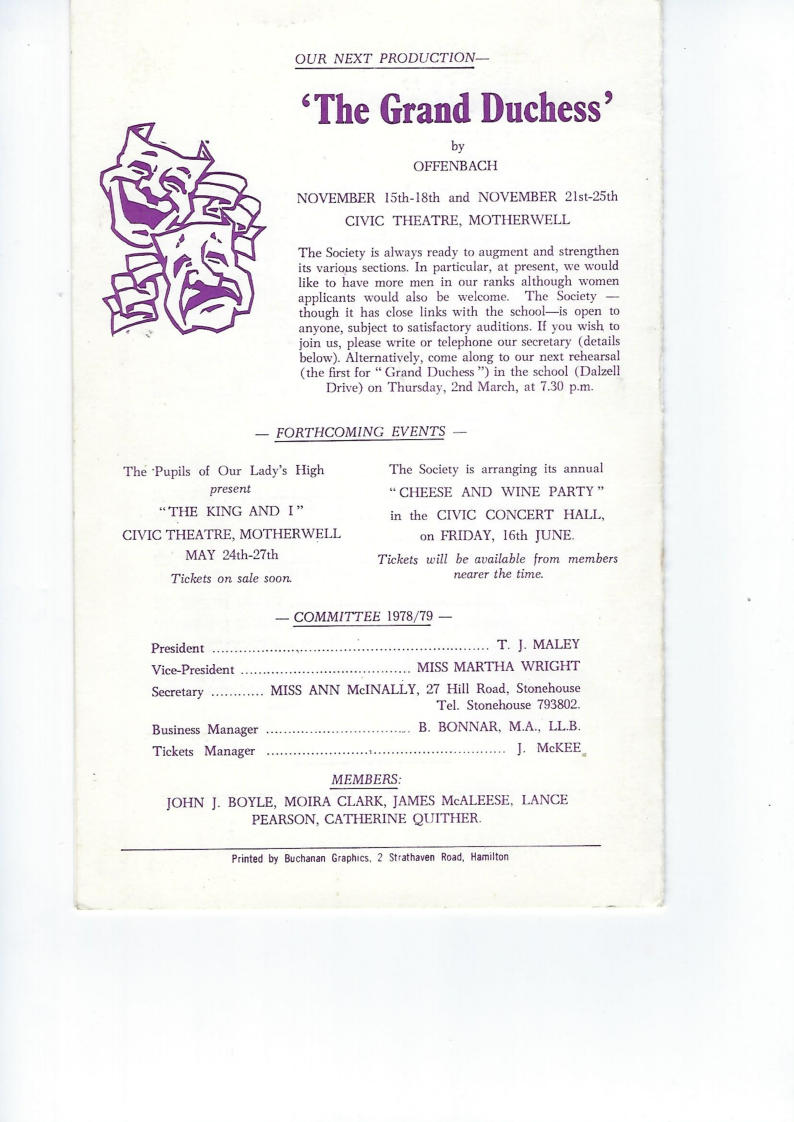 OUR NEXT PRODUCTION—
‘The Grand Duchess’
by
OFFENBACH
NOVEMBER 15th-18th and NOVEMBER 21st-25th
CIVIC THEATRE, MOTHERWELL
The Society is always ready to augment and strengthen
its various sections. In particular, at present, we would
like to have more men in our ranks although women
applicants would also be welcome. The Society —
though it has close links with the school—is open to
anyone, subject to satisfactory auditions. If you wish to
join us, please write or telephone our secretary (details
below). Alternatively, come along to our next rehearsal
(the first for “ Grand Duchess ”) in the school (Dalzell
Drive) on Thursday, 2nd March, at 7.30 p.m.
— FORTHCOMING EVENTS —
The Pupils of Our Lady's High
present
“THE KING AND I”
CIVIC THEATRE, MOTHERWELL
MAY 24th-27th
Tickets on sale soon.
The Society is arranging its annual
“CHEESE AND WINE PARTY”
in the CIVIC CONCERT HALL,
on FRIDAY, 16th JUNE.
Tickets will be available from members
nearer the time.
— COMMITTEE 1978/79 —
President ........................................ T. J. MALEY
Vice-President ........................................ MISS MARTHA WRIGHT
Secretary ............ MISS ANN McINALLY, 27 Hill Road, Stonehouse
Tel. Stonehouse 793802.
Business Manager ................................... B. BONNAR, M.A., LL.B.
Tickets Manager ........................................ J. McKEE
MEMBERS:
JOHN J. BOYLE, MOIRA CLARK, JAMES McALEESE, LANCE
PEARSON, CATHERINE QUITHER.
Printed by Buchanan Graphics, 2 Strathaven Road, Hamilton